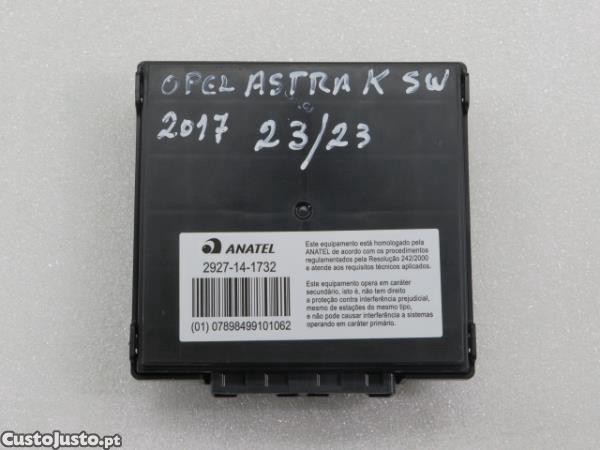 OPEL ASTRA K SW
2017 23/23
ANATEL
2927-14-1732
(01) 07898499101062
Este equipamento está homologado pela
ANATEL de acordo com os procedimentos
regulamentados pela Resolução 242/2000
e atende aos requisitos técnicos aplicados.
Este equipamento opera em caráter
secundário, isto é, não tem direito
a proteção contra interferência prejudicial,
mesmo de estações do mesmo tipo,
e não pode causar interferência a sistemas
operando em caráter primário.
CustoJusto.pt